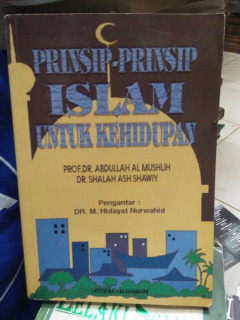 PRINSIP-PRINSIP
ISLAM
UNTUK KEHIDUPAN
PROF.DR. ABDULLAH AL MUSHLIH
DR. SHALAH ASH SHAWIY
Pengantar :
DR. M. Hidayat Nurwahid